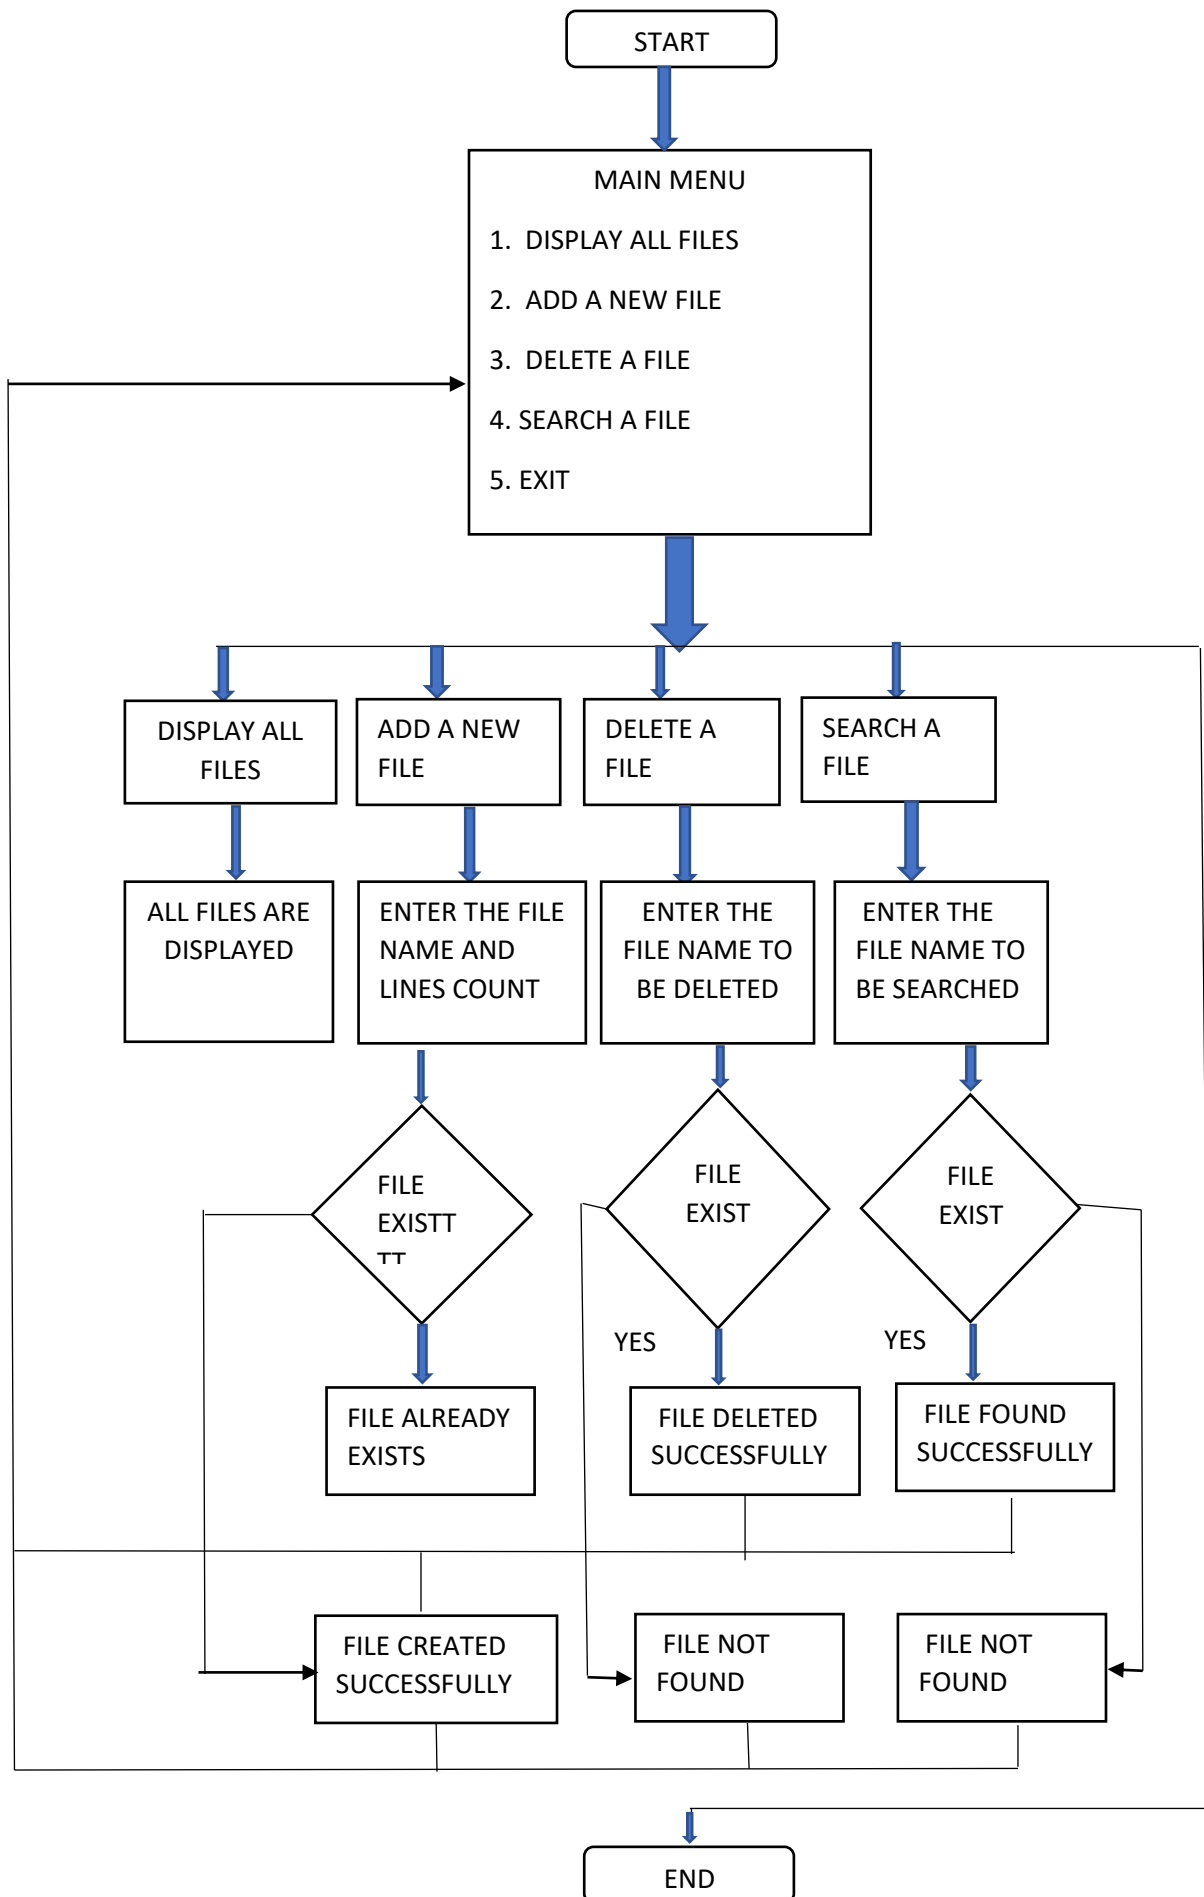 START
MAIN MENU
1. DISPLAY ALL FILES
2. ADD A NEW FILE
3. DELETE A FILE
4. SEARCH A FILE
5. EXIT
DISPLAY ALL
FILES
ADD A NEW
FILE
DELETE A
FILE
SEARCH A
FILE
ALL FILES ARE
DISPLAYED
ENTER THE FILE
NAME AND
LINES COUNT
ENTER THE
FILE NAME TO
BE DELETED
ENTER THE
FILE NAME TO
BE SEARCHED
FILE
EXISTT
TT
FILE
EXIST
FILE
EXIST
YES
YES
FILE ALREADY
EXISTS
FILE DELETED
SUCCESSFULLY
FILE FOUND
SUCCESSFULLY
FILE CREATED
SUCCESSFULLY
FILE NOT
FOUND
FILE NOT
FOUND
END